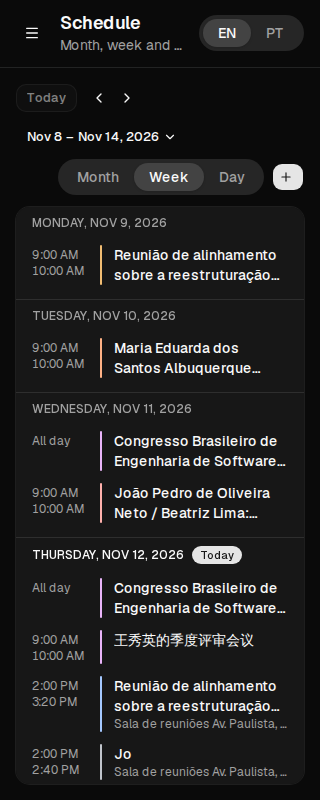 Schedule
Month, week and ...
EN PT
Today
Nov 8 – Nov 14, 2026
Month Week Day
MONDAY, NOV 9, 2026
9:00 AM
10:00 AM
Reunião de alinhamento
sobre a reestruturação...
TUESDAY, NOV 10, 2026
9:00 AM
10:00 AM
Maria Eduarda dos
Santos Albuquerque...
WEDNESDAY, NOV 11, 2026
All day
Congresso Brasileiro de
Engenharia de Software...
9:00 AM
10:00 AM
João Pedro de Oliveira
Neto / Beatriz Lima:...
THURSDAY, NOV 12, 2026 Today
All day
Congresso Brasileiro de
Engenharia de Software...
9:00 AM
10:00 AM
王秀英的季度评审会议
2:00 PM
3:20 PM
Reunião de alinhamento
sobre a reestruturação...
Sala de reuniões Av. Paulista, ...
2:00 PM
2:40 PM
Jo
Sala de reuniões Av. Paulista, ...